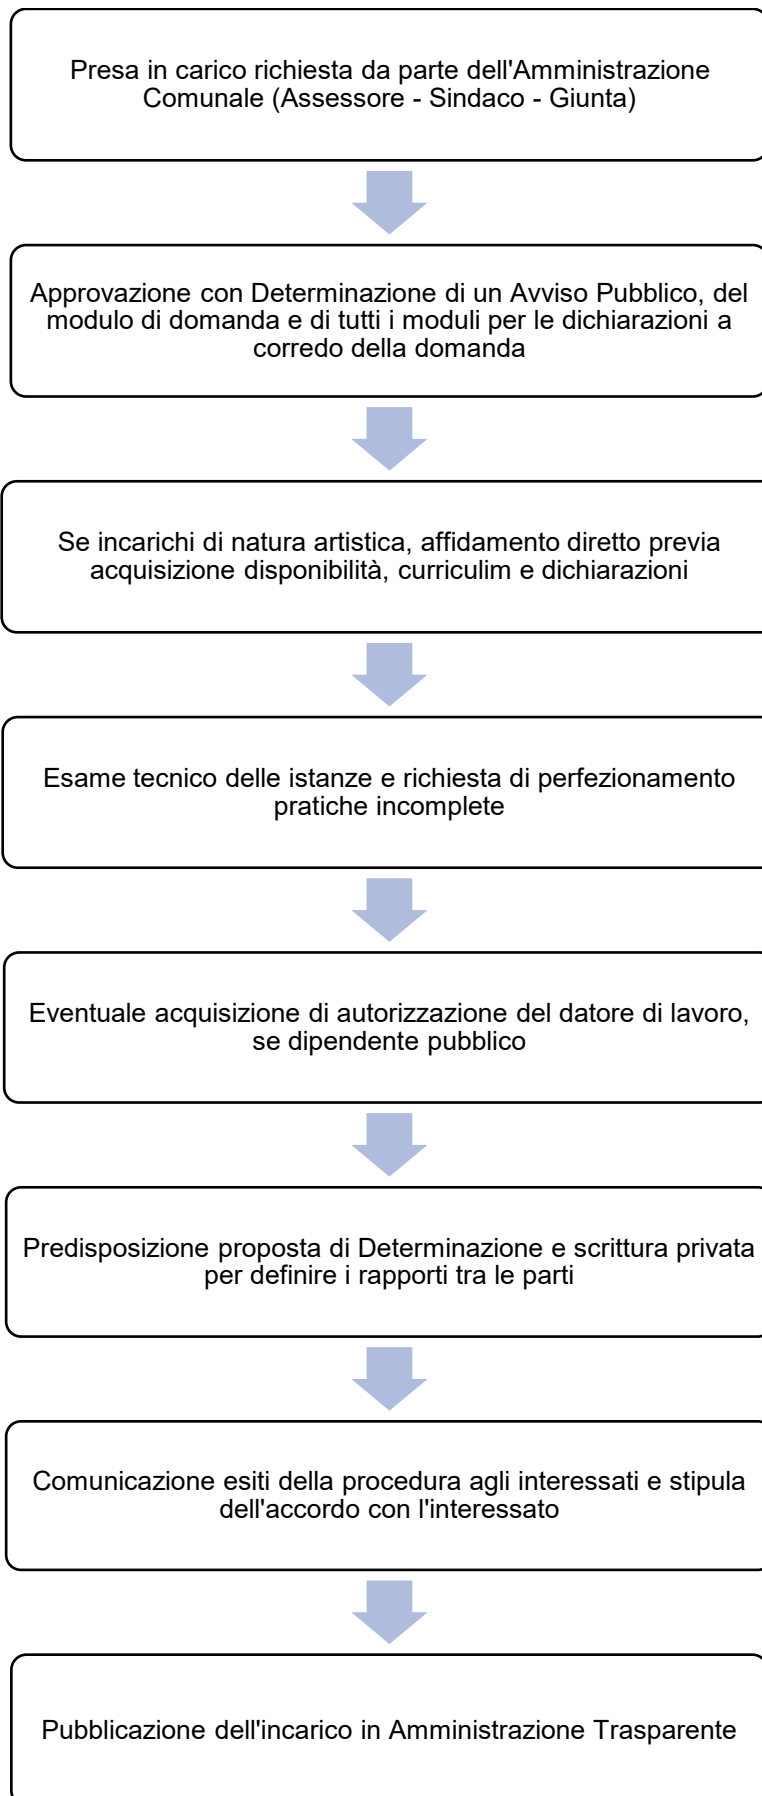 Presa in carico richiesta da parte dell'Amministrazione
Comunale (Assessore - Sindaco - Giunta)
Approvazione con Determinazione di un Avviso Pubblico, del
modulo di domanda e di tutti i moduli per le dichiarazioni a
corredo della domanda
Se incarichi di natura artistica, affidamento diretto previa
acquisizione disponibilità, curriculim e dichiarazioni
Esame tecnico delle istanze e richiesta di perfezionamento
pratiche incomplete
Eventuale acquisizione di autorizzazione del datore di lavoro,
se dipendente pubblico
Predisposizione proposta di Determinazione e scrittura privata
per definire i rapporti tra le parti
Comunicazione esiti della procedura agli interessati e stipula
dell'accordo con l'interessato
Pubblicazione dell'incarico in Amministrazione Trasparente